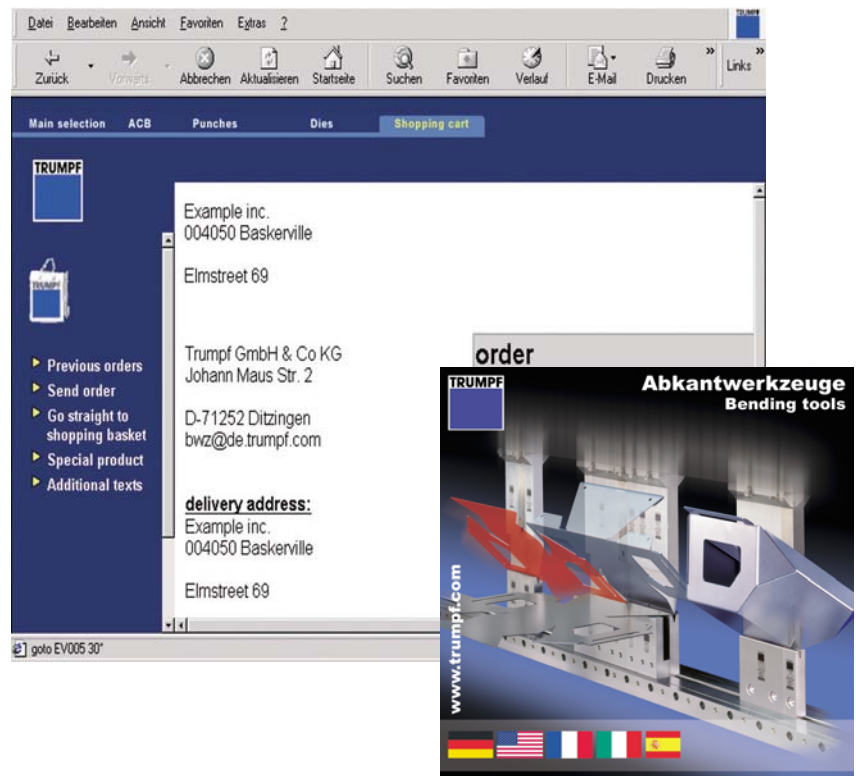 Datei Bearbeiten Ansicht Favoriten Extras ?
Zurück Vorwärts Abbrechen Aktualisieren Startseite Suchen Favoriten Verlauf E-Mail Drucken » Links »
TRUMPF
Main selection ACB Punches Dies Shopping cart
TRUMPF
TRUMPF
Previous orders
Send order
Go straight to
shopping basket
Special product
Additional texts
Example inc.
004050 Baskerville
Elmstreet 69
Trumpf GmbH & Co KG
Johann Maus Str. 2
D-71252 Ditzingen
bwz@de.trumpf.com
delivery address:
Example inc.
004050 Baskerville
Elmstreet 69
order
goto EV005 30°
TRUMPF
Abkantwerkzeuge
Bending tools
www.trumpf.com